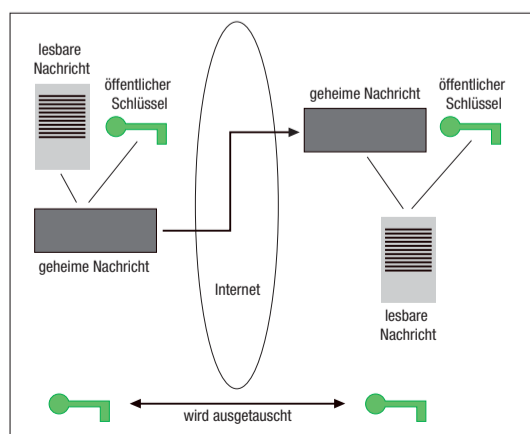 lesbare
Nachricht
öffentlicher
Schlüssel
geheime Nachricht
geheime Nachricht
öffentlicher
Schlüssel
Internet
lesbare
Nachricht
wird ausgetauscht